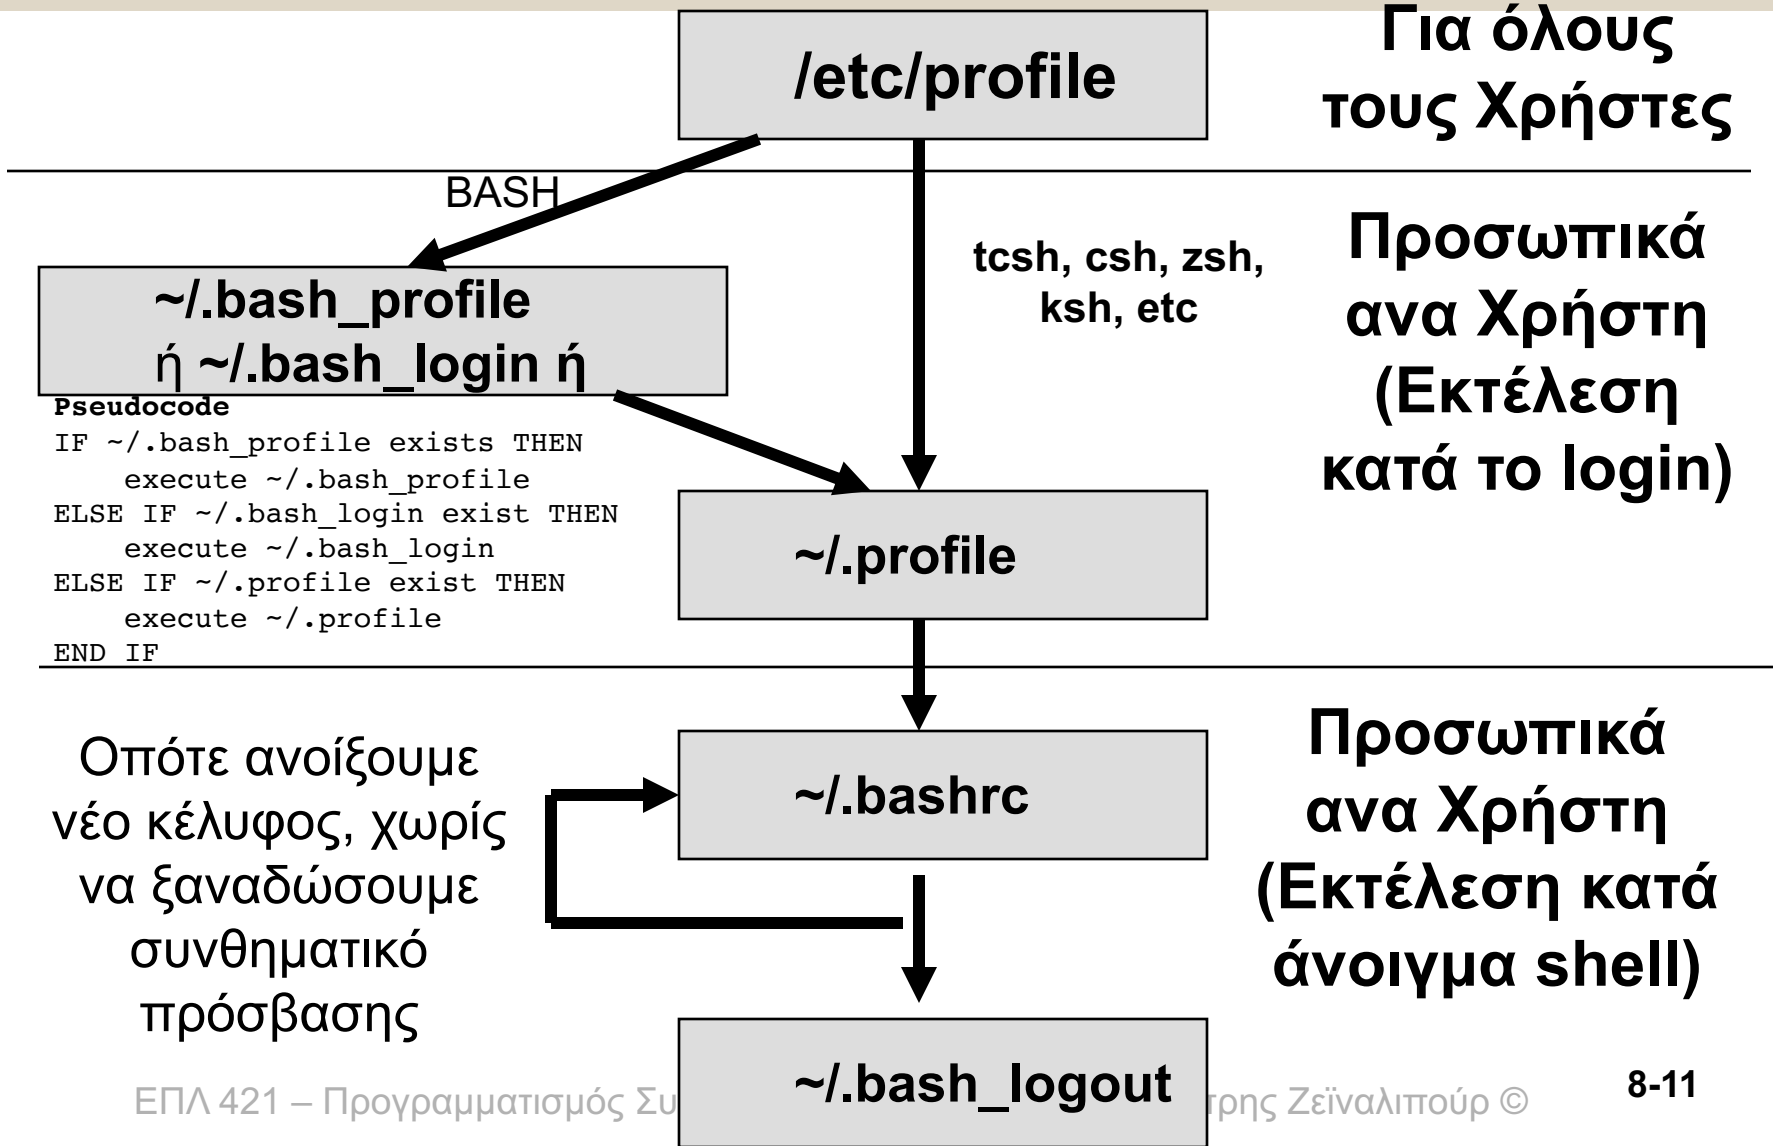 /etc/profile
Για όλους
τους Χρήστες
BASH
tcsh, csh, zsh,
ksh, etc
Προσωπικά
ανα Χρήστη
(Εκτέλεση
κατά το login)
~/.bash_profile
ή ~/.bash_login ή
Pseudocode
IF ~/.bash_profile exists THEN
execute ~/.bash_profile
ELSE IF ~/.bash_login exist THEN
execute ~/.bash_login
ELSE IF ~/.profile exist THEN
execute ~/.profile
END IF
~/.profile
Οπότε ανοίξουμε
νέο κέλυφος, χωρίς
να ξαναδώσουμε
συνθηματικό
πρόσβασης
~/.bashrc
Προσωπικά
ανα Χρήστη
(Εκτέλεση κατά
άνοιγμα shell)
~/.bash_logout
ΕΠΛ 421 – Προγραμματισμός Συ τρης Ζεϊναλιπούρ ©
8-11